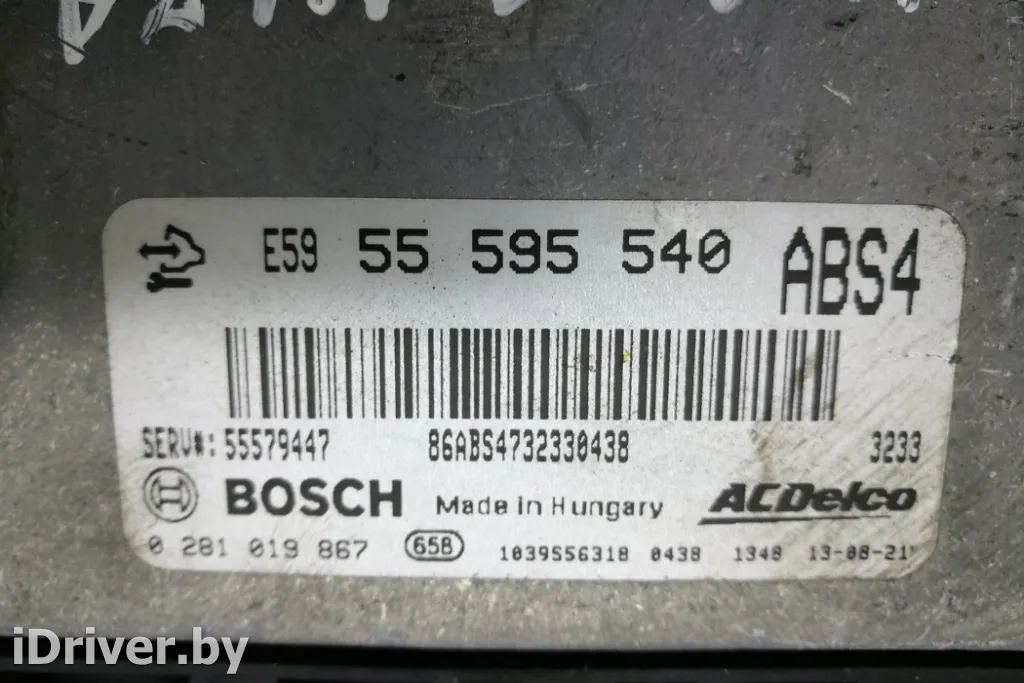 E59 55 595 540 ABS4
SERV#: 55579447 86ABS4732330438 3233
BOSCH Made in Hungary ACDelco
0 281 019 867 65B 1039S56318 0438 1348 13-08-21
iDriver.by